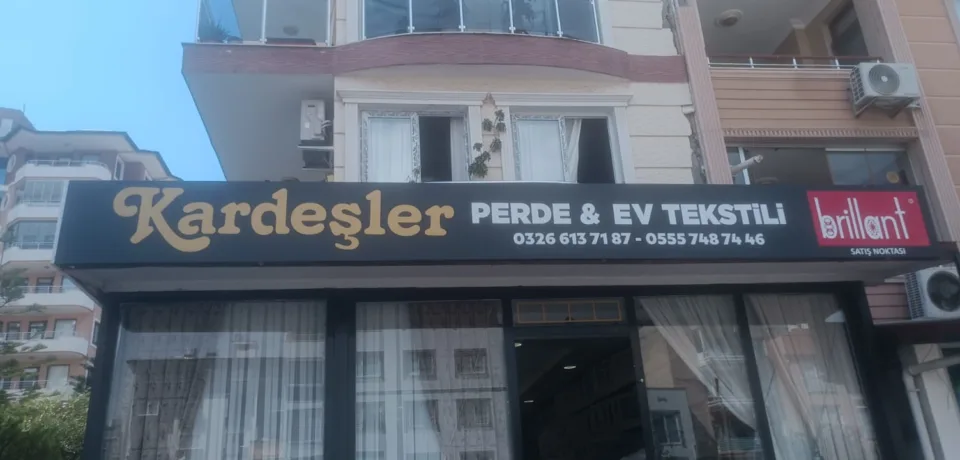 Kardeşler PERDE & EV TEKSTİLİ
0326 613 71 87 - 0555 748 74 46
brillant
SATIŞ NOKTASI